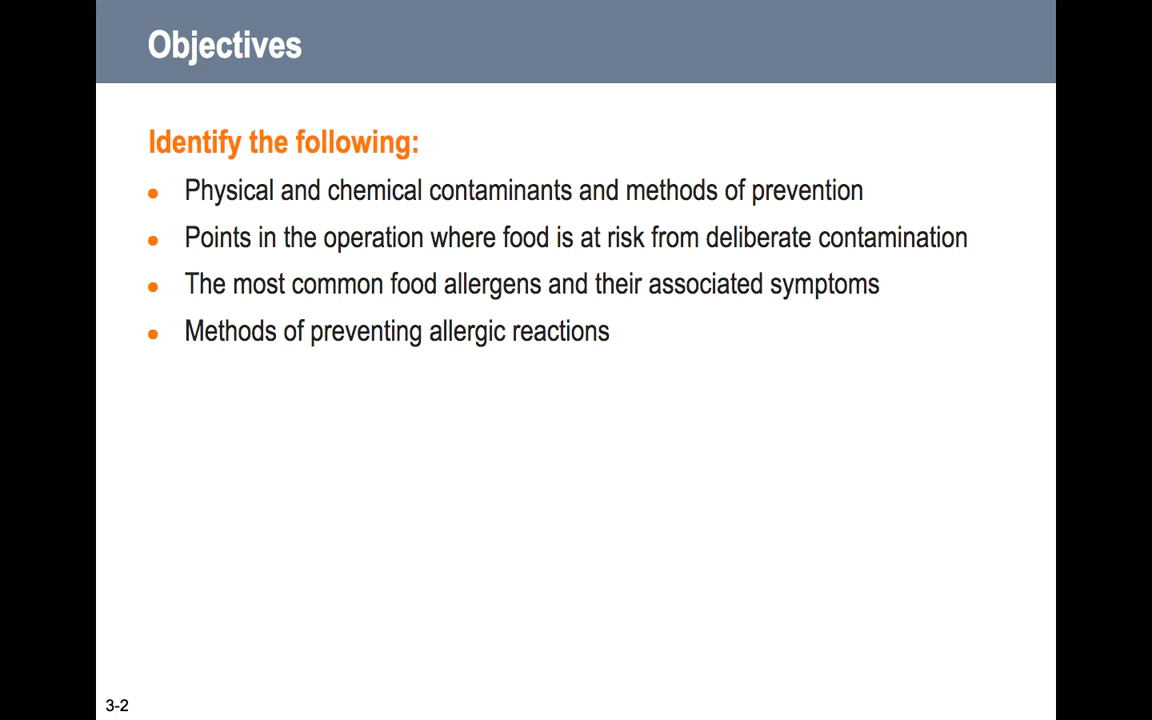 Objectives
Identify the following:
• Physical and chemical contaminants and methods of prevention
• Points in the operation where food is at risk from deliberate contamination
• The most common food allergens and their associated symptoms
• Methods of preventing allergic reactions
3-2